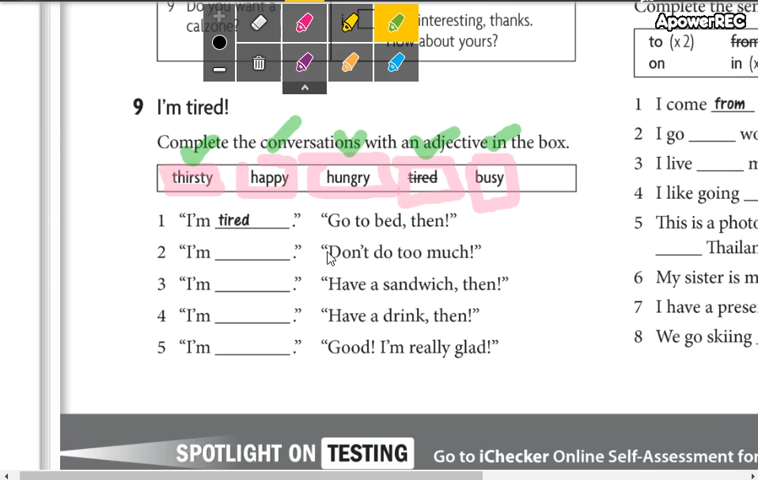 9 Do you want a
calzone?
interesting, thanks.
about yours?
Complete the sen
ApowerREC
to (x 2) from
on in (x
9 I'm tired!
Complete the conversations with an adjective in the box.
thirsty happy hungry tired busy
1 “I'm tired.” “Go to bed, then!”
2 “I'm ________.” “Don't do too much!”
3 “I'm ________.” “Have a sandwich, then!”
4 “I'm ________.” “Have a drink, then!”
5 “I'm ________.” “Good! I'm really glad!”
1 I come from
2 I go _____ wo
3 I live _____ m
4 I like going _
5 This is a photo
_____ Thailan
6 My sister is m
7 I have a prese
8 We go skiing _
SPOTLIGHT ON TESTING Go to iChecker Online Self-Assessment for